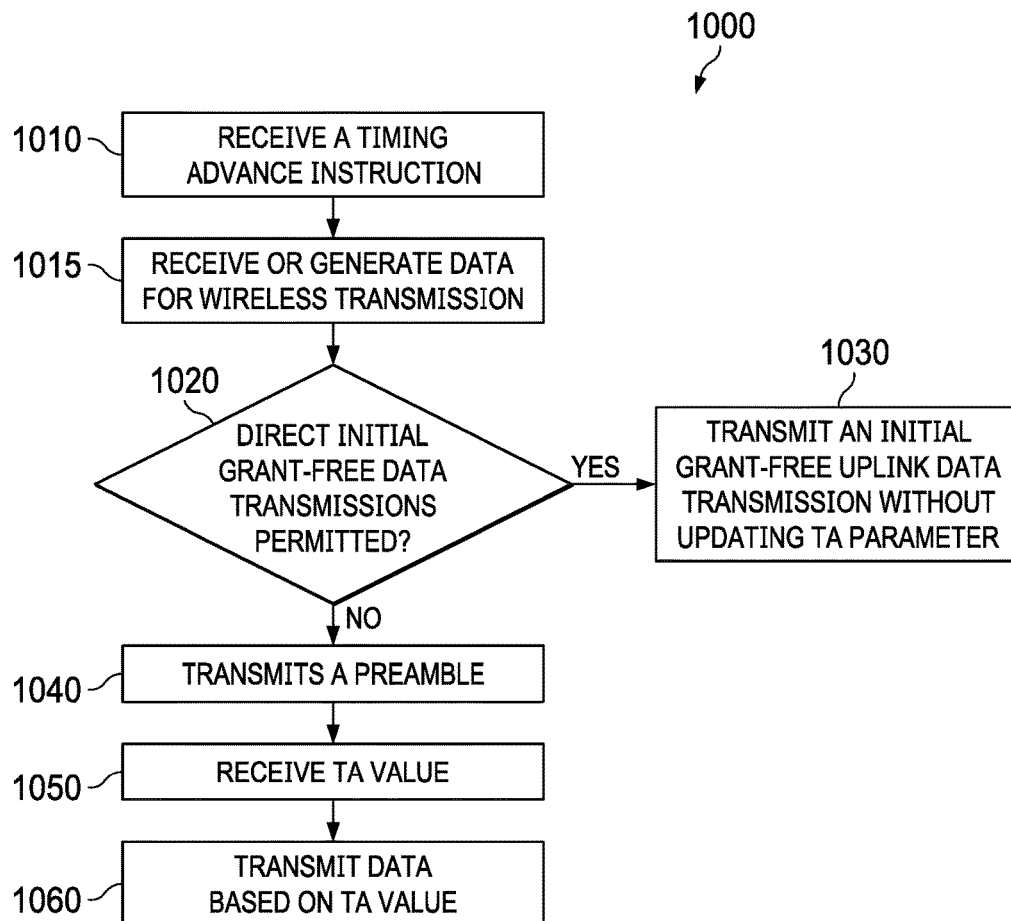 1000
1010
RECEIVE A TIMING
ADVANCE INSTRUCTION
1015
RECEIVE OR GENERATE DATA
FOR WIRELESS TRANSMISSION
1020
DIRECT INITIAL
GRANT-FREE DATA
TRANSMISSIONS
PERMITTED?
YES
1030
TRANSMIT AN INITIAL
GRANT-FREE UPLINK DATA
TRANSMISSION WITHOUT
UPDATING TA PARAMETER
NO
1040
TRANSMITS A PREAMBLE
1050
RECEIVE TA VALUE
1060
TRANSMIT DATA
BASED ON TA VALUE